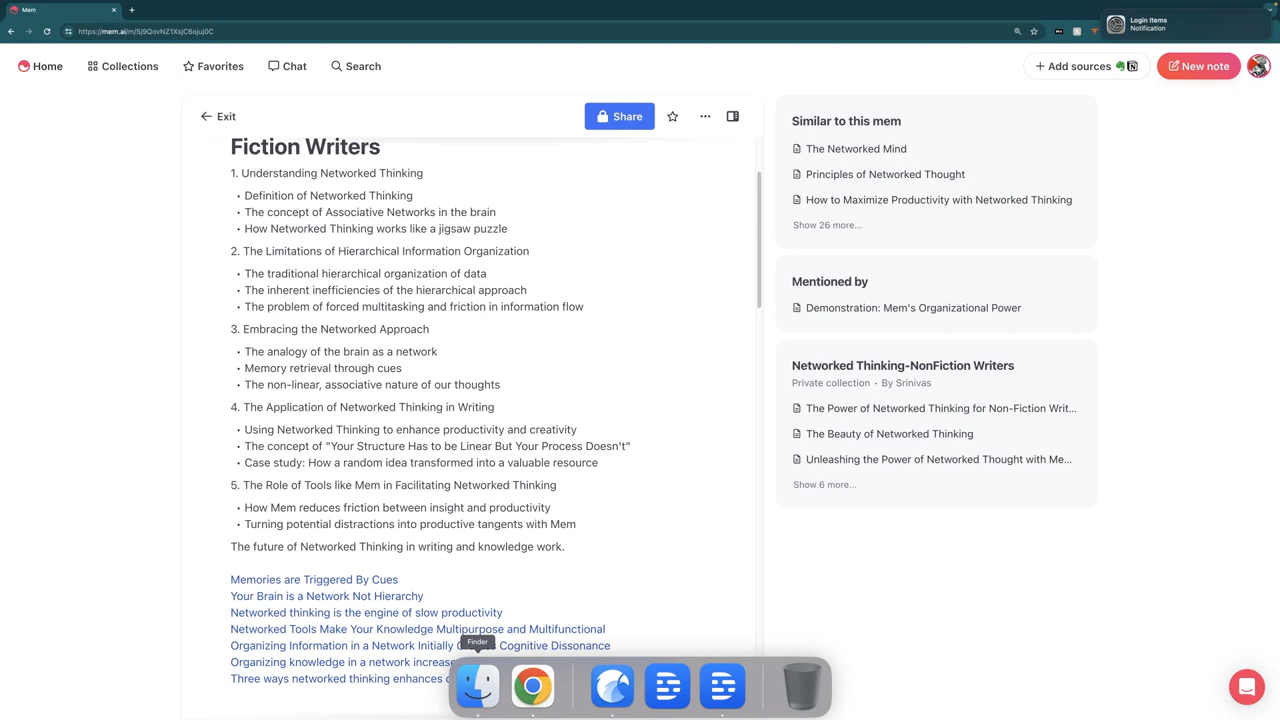 Mem
https://mem.ai/m/Sj9QovNZ1XsjC6ojuj0C
Login Items
Notification
Home
Collections
Favorites
Chat
Search
Add sources
New note
Exit
Share
Fiction Writers
1. Understanding Networked Thinking
• Definition of Networked Thinking
• The concept of Associative Networks in the brain
• How Networked Thinking works like a jigsaw puzzle
2. The Limitations of Hierarchical Information Organization
• The traditional hierarchical organization of data
• The inherent inefficiencies of the hierarchical approach
• The problem of forced multitasking and friction in information flow
3. Embracing the Networked Approach
• The analogy of the brain as a network
• Memory retrieval through cues
• The non-linear, associative nature of our thoughts
4. The Application of Networked Thinking in Writing
• Using Networked Thinking to enhance productivity and creativity
• The concept of "Your Structure Has to be Linear But Your Process Doesn't"
• Case study: How a random idea transformed into a valuable resource
5. The Role of Tools like Mem in Facilitating Networked Thinking
• How Mem reduces friction between insight and productivity
• Turning potential distractions into productive tangents with Mem
The future of Networked Thinking in writing and knowledge work.
Memories are Triggered By Cues
Your Brain is a Network Not Hierarchy
Networked thinking is the engine of slow productivity
Networked Tools Make Your Knowledge Multipurpose and Multifunctional
Organizing Information in a Network Initially Cognitive Dissonance
Organizing knowledge in a network increase
Three ways networked thinking enhances
Finder
Similar to this mem
The Networked Mind
Principles of Networked Thought
How to Maximize Productivity with Networked Thinking
Show 26 more...
Mentioned by
Demonstration: Mem's Organizational Power
Networked Thinking-NonFiction Writers
Private collection • By Srinivas
The Power of Networked Thinking for Non-Fiction Writ...
The Beauty of Networked Thinking
Unleashing the Power of Networked Thought with Me...
Show 6 more...